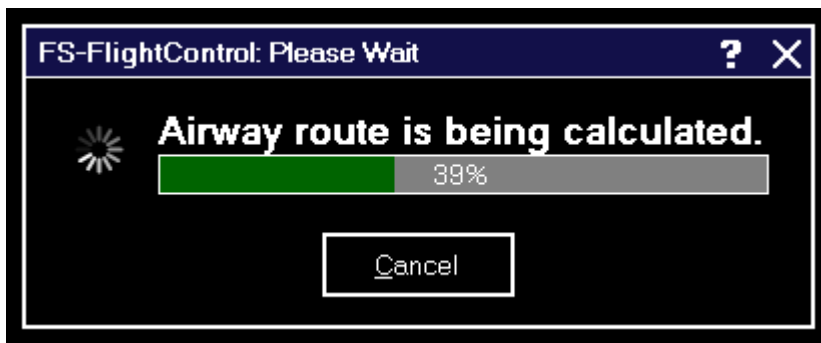 FS-FlightControl: Please Wait ? X
Airway route is being calculated.
39%
Cancel